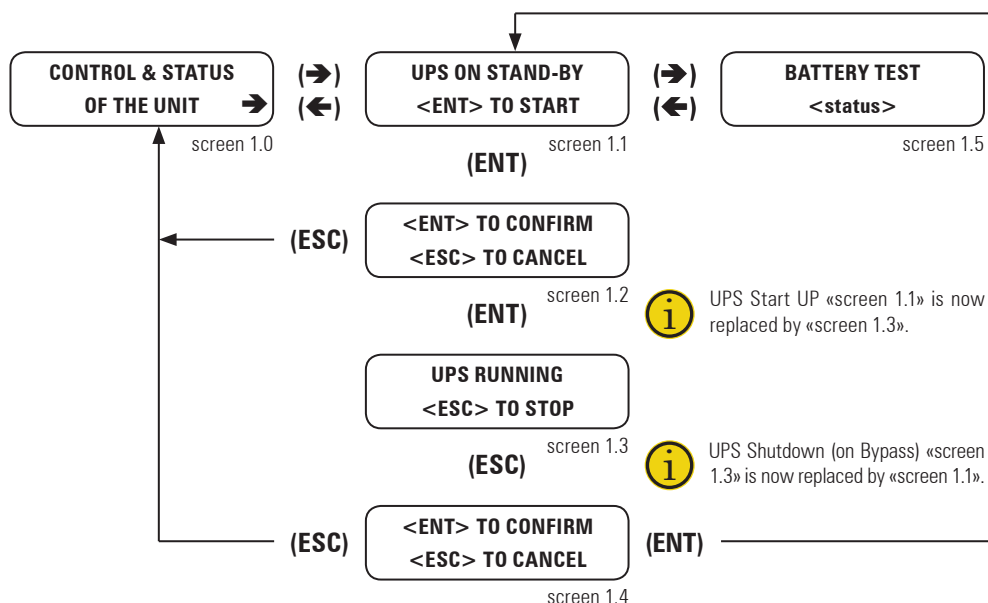 CONTROL & STATUS
OF THE UNIT ➔
screen 1.0
(➔)
(🡸)
UPS ON STAND-BY
<ENT> TO START
screen 1.1
(➔)
(🡸)
BATTERY TEST
<status>
screen 1.5
(ENT)
(ESC)
<ENT> TO CONFIRM
<ESC> TO CANCEL
screen 1.2
(ENT)
i
UPS Start UP «screen 1.1» is now
replaced by «screen 1.3».
UPS RUNNING
<ESC> TO STOP
screen 1.3
(ESC)
i
UPS Shutdown (on Bypass) «screen
1.3» is now replaced by «screen 1.1».
(ESC)
<ENT> TO CONFIRM
<ESC> TO CANCEL
(ENT)
screen 1.4